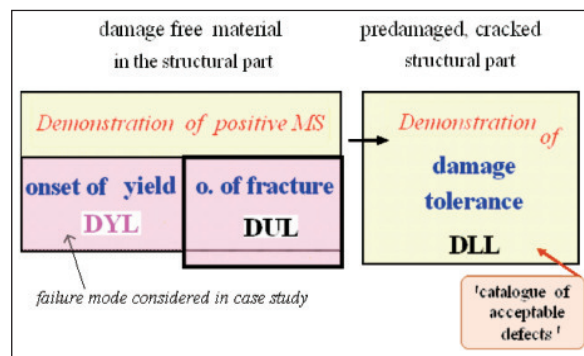 damage free material
in the structural part
predamaged, cracked
structural part
Demonstration of positive MS
onset of yield
DYL
o. of fracture
DUL
failure mode considered in case study
Demonstration
of
damage
tolerance
DLL
'catalogue of
acceptable
defects '